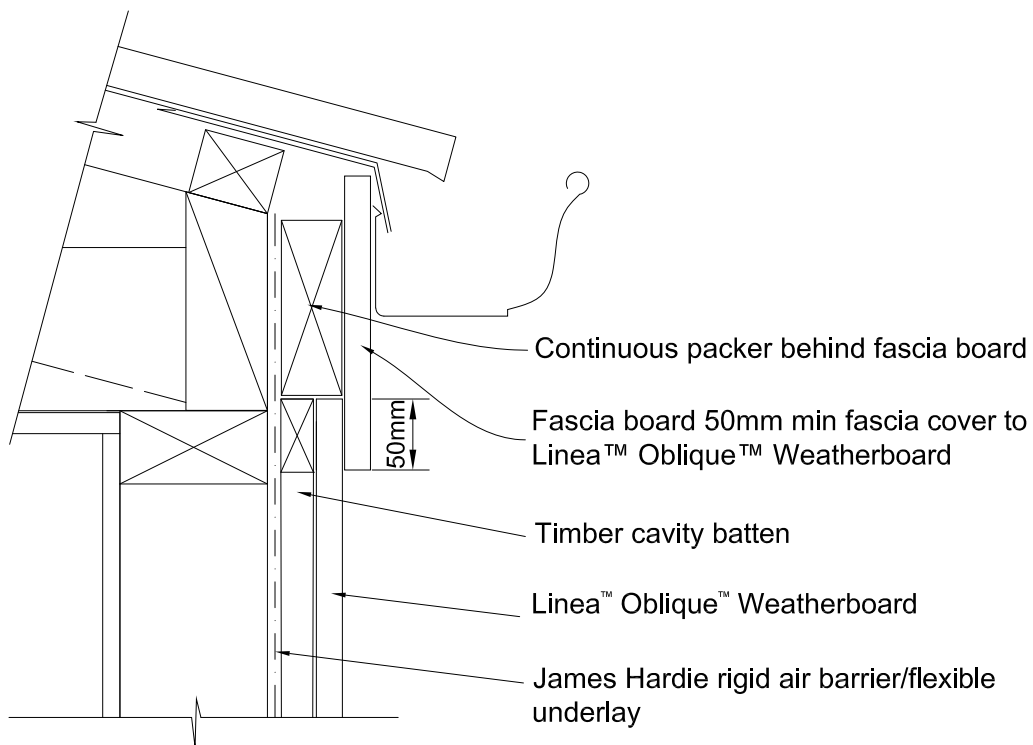 Continuous packer behind fascia board
Fascia board 50mm min fascia cover to
Linea™ Oblique™ Weatherboard
50mm
Timber cavity batten
Linea™ Oblique™ Weatherboard
James Hardie rigid air barrier/flexible
underlay